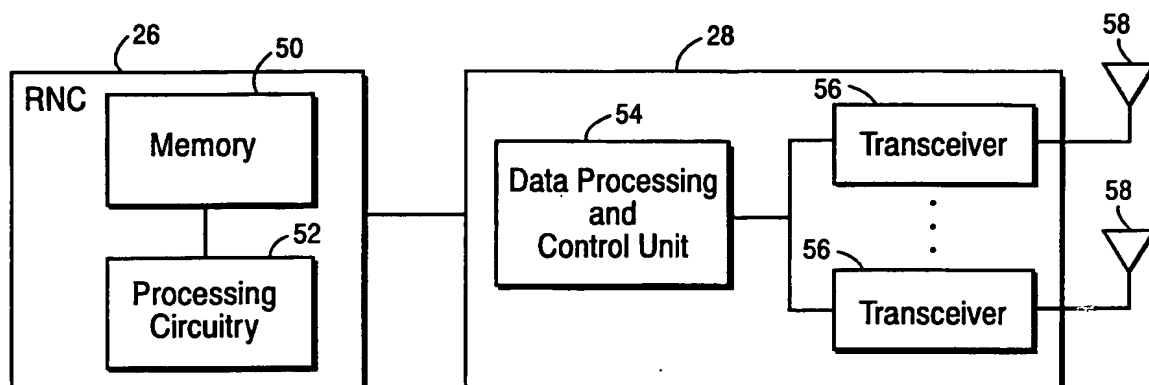 26
50
28
58
RNC
Memory
56
54
Transceiver
Data Processing
and
Control Unit
58
52
56
Processing
Circuitry
Transceiver